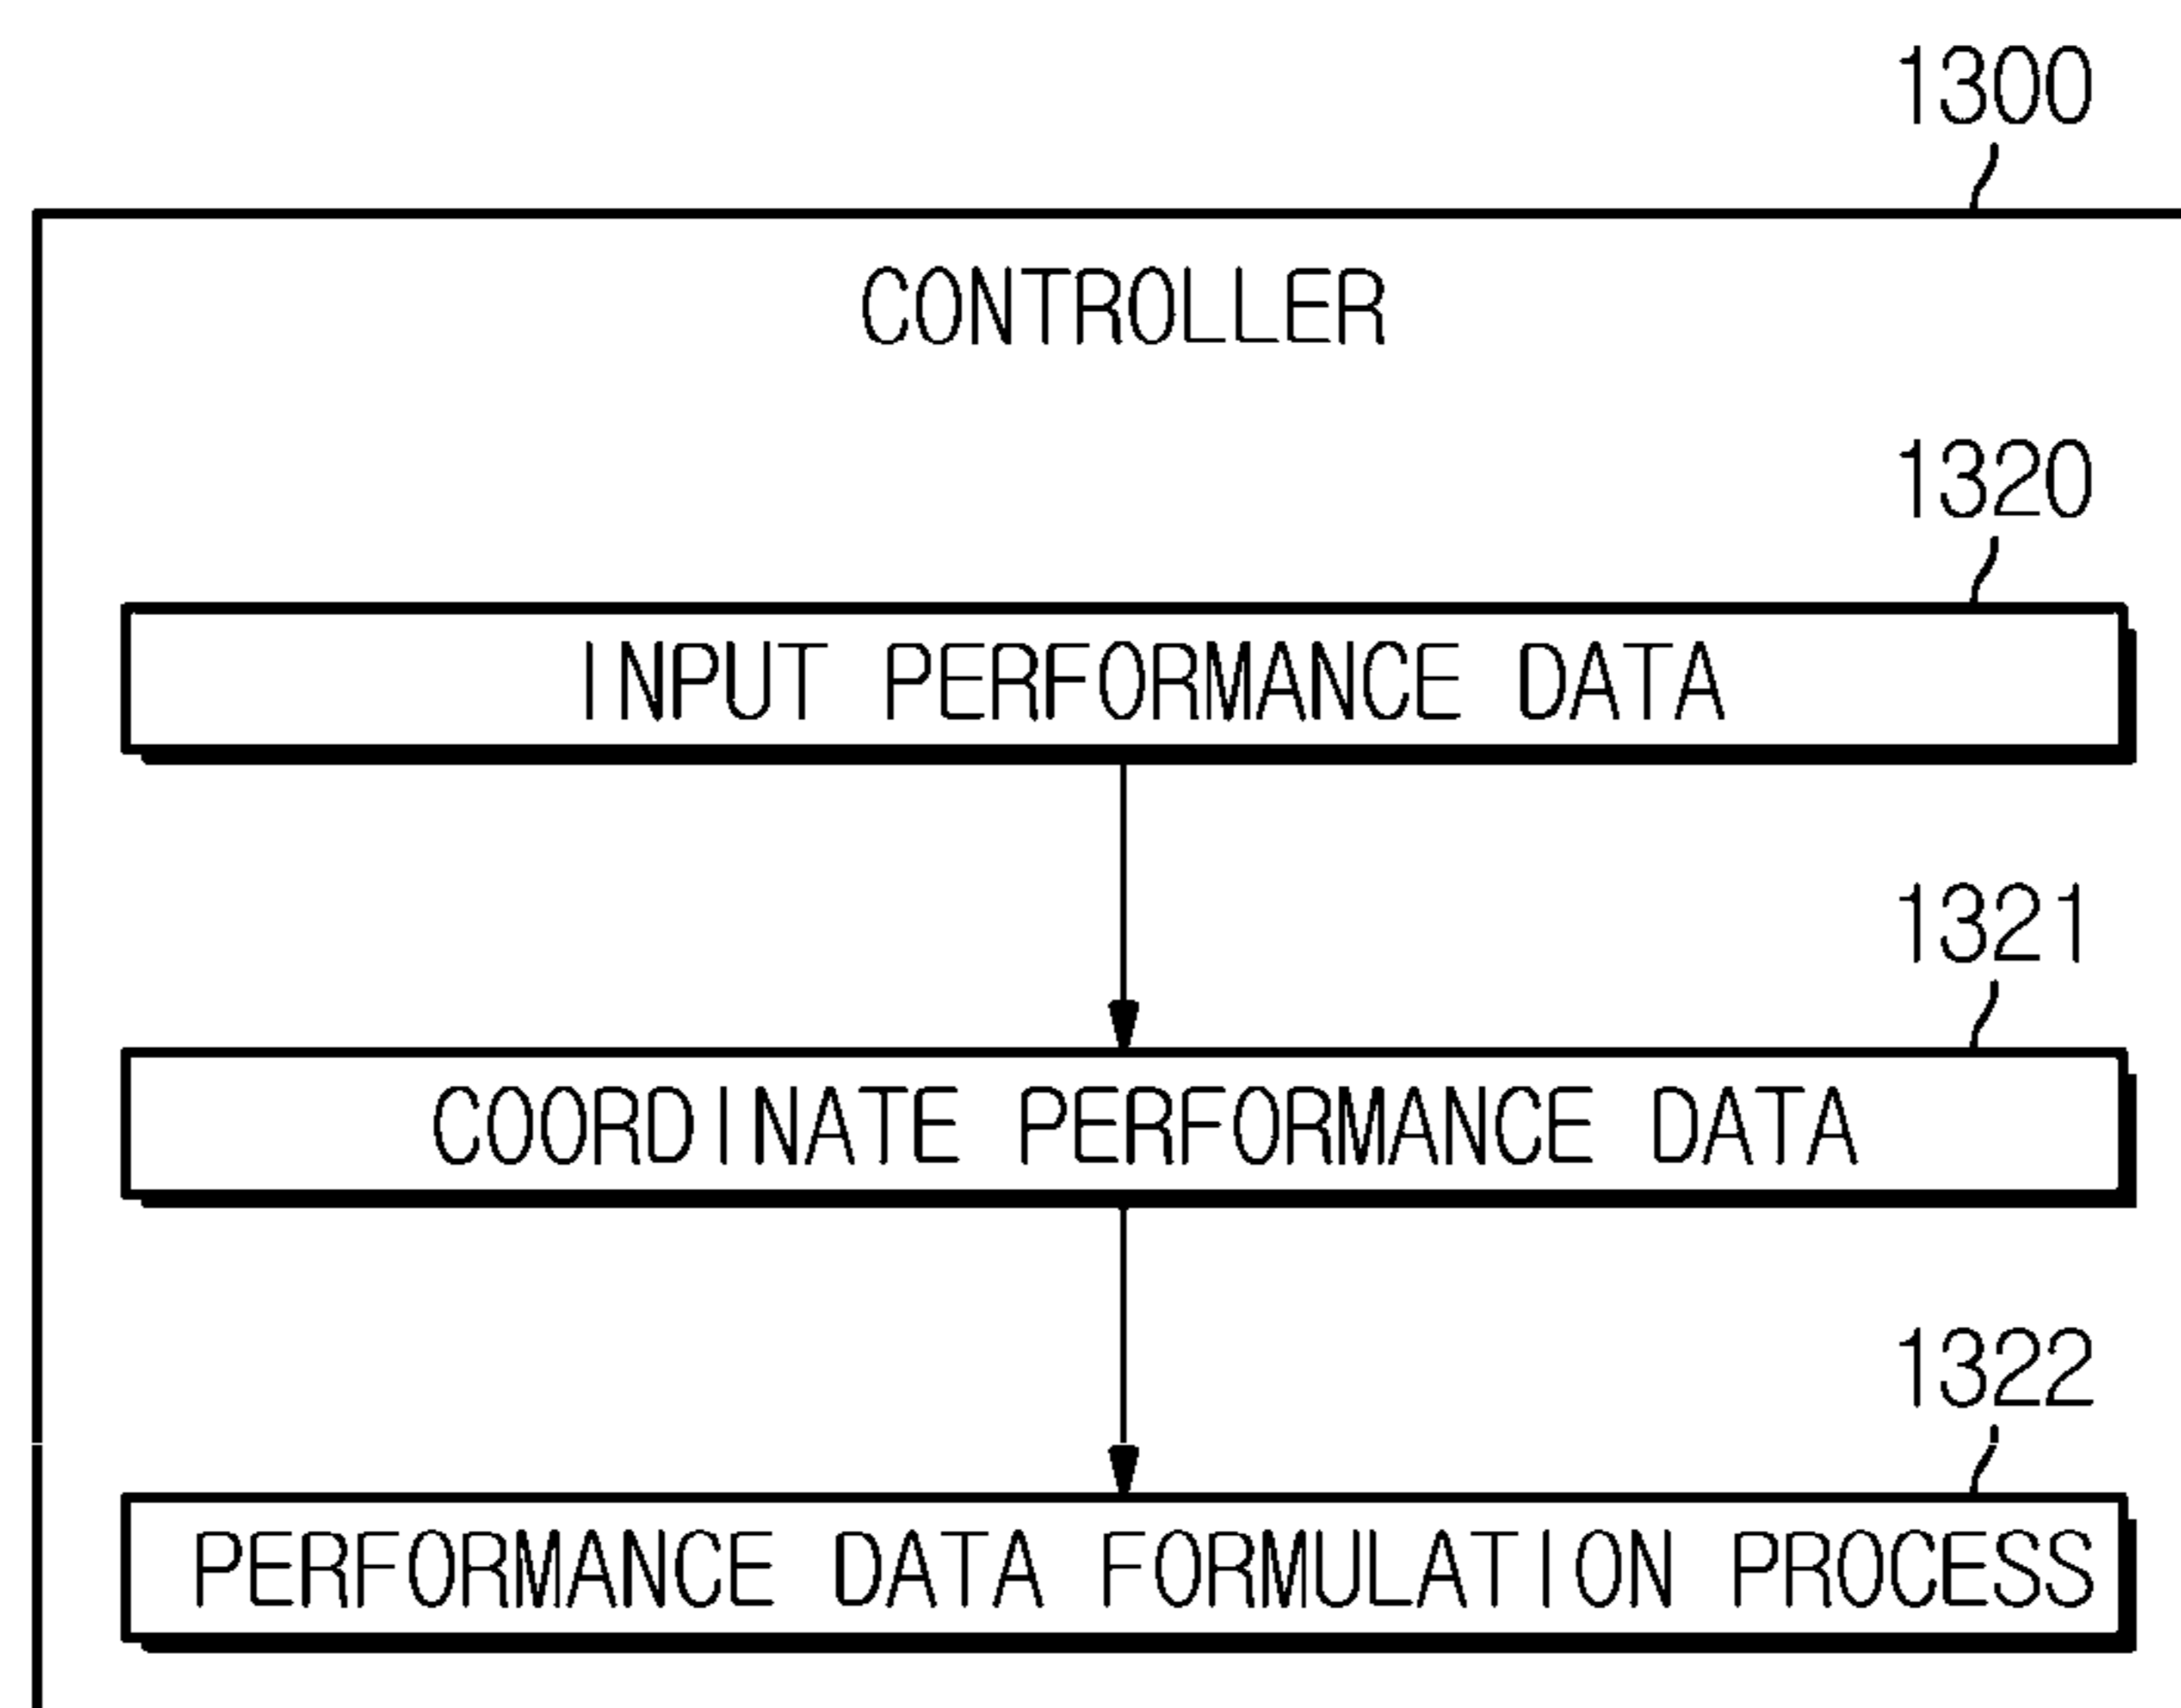 1300
CONTROLLER
1320
INPUT PERFORMANCE DATA
1321
COORDINATE PERFORMANCE DATA
1322
PERFORMANCE DATA FORMULATION PROCESS